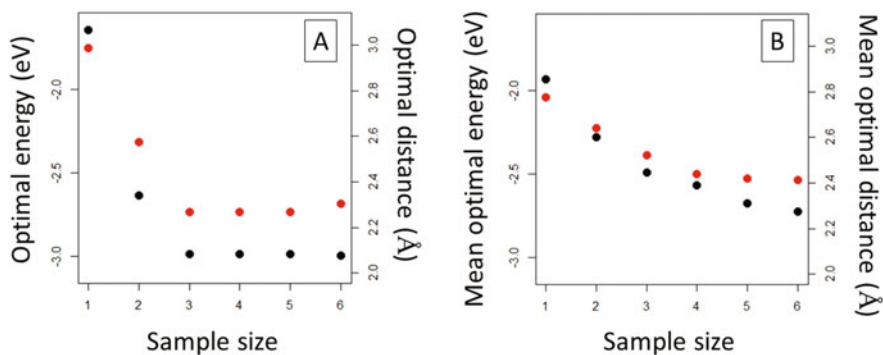 A
Optimal energy (eV)
-2.0
-2.5
-3.0
Optimal distance (Å)
3.0
2.8
2.6
2.4
2.2
2.0
1 2 3 4 5 6
Sample size
B
Mean optimal energy (eV)
-2.0
-2.5
-3.0
Mean optimal distance (Å)
3.0
2.8
2.6
2.4
2.2
2.0
1 2 3 4 5 6
Sample size